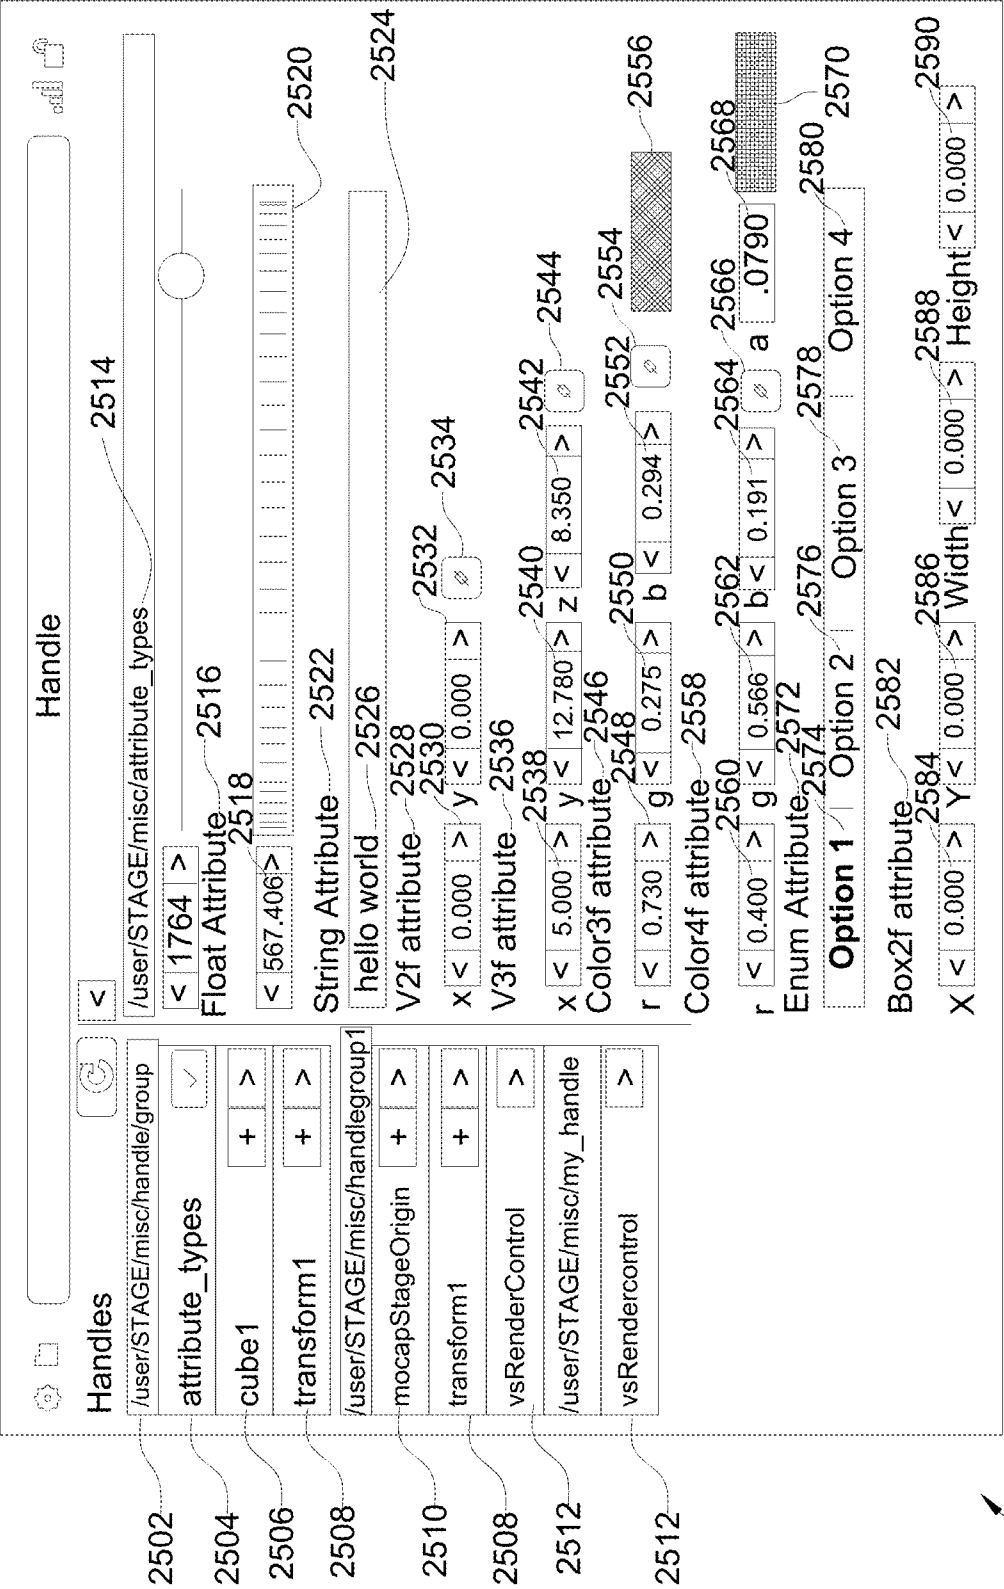 Handle
Handles
<
2502
/user/STAGE/misc/handle/group
2504
attribute_types
2506
cube1 + >
2508
transform1 + >
/user/STAGE/misc/handlegroup1
2510
mocapStageOrigin + >
2508
transform1 + >
2512
vsRenderControl >
/user/STAGE/misc/my_handle
2512
vsRendercontrol >
/user/STAGE/misc/attribute_types
2514
< 1764 >
Float Attribute 2516
2518
< 567.406 >
2520
String Attribute 2522
hello world 2526
2524
V2f attribute 2528
2530 2532 2534
x < 0.000 > y < 0.000 >
V3f attribute 2536
2538 2540 2542 2544
x < 5.000 > y < 12.780 > z < 8.350 >
Color3f attribute 2546
2548 2550 2552 2554 2556
r < 0.730 > g < 0.275 > b < 0.294 >
Color4f attribute 2558
2560 2562 2564 2566 2568 2570
r < 0.400 > g < 0.566 > b < 0.191 > a .0790
Enum Attribute 2572
2574 2576 2578 2580
Option 1 Option 2 Option 3 Option 4
Box2f attribute 2582
2584 2586 2588 2590
X < 0.000 > Y < 0.000 > Width < 0.000 > Height < 0.000 >